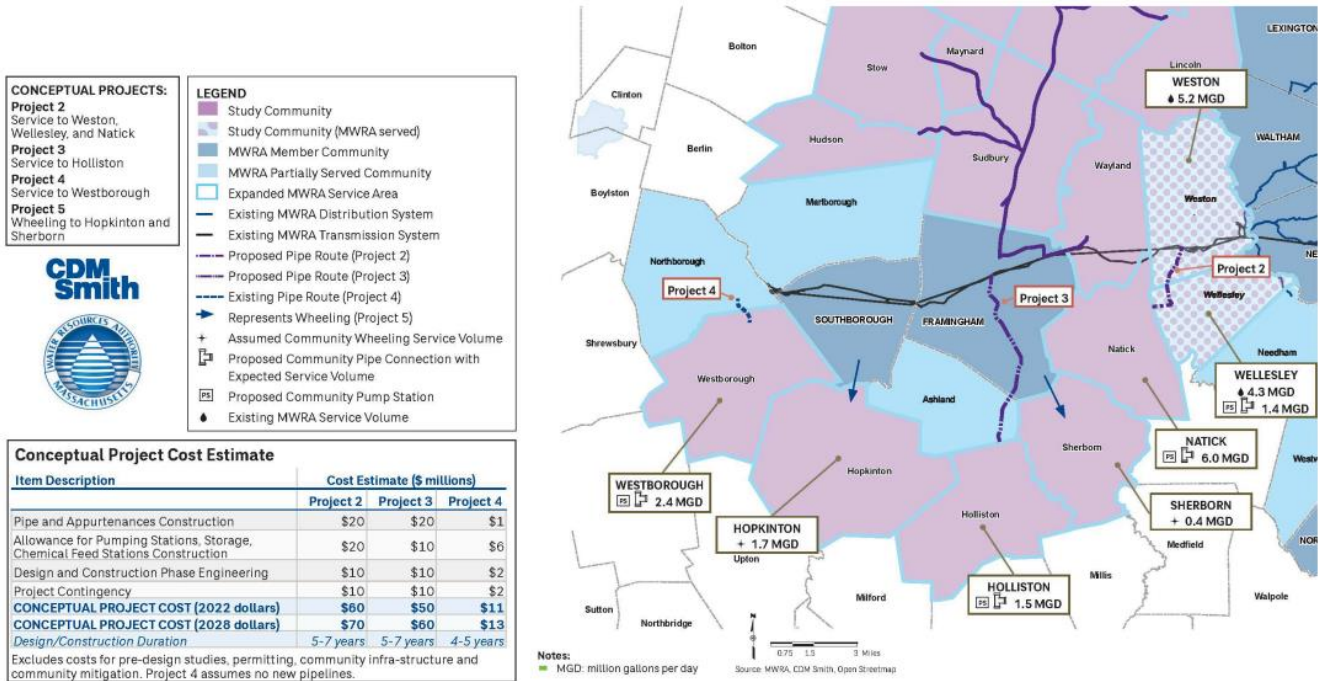 CONCEPTUAL PROJECTS:
Project 2
Service to Weston,
Wellesley, and Natick
Project 3
Service to Holliston
Project 4
Service to Westborough
Project 5
Wheeling to Hopkinton and
Sherborn
CDM
Smith
WATER RESOURCES AUTHORITY
MASSACHUSETTS
LEGEND
Study Community
Study Community (MWRA served)
MWRA Member Community
MWRA Partially Served Community
Expanded MWRA Service Area
Existing MWRA Distribution System
Existing MWRA Transmission System
Proposed Pipe Route (Project 2)
Proposed Pipe Route (Project 3)
Existing Pipe Route (Project 4)
Represents Wheeling (Project 5)
Assumed Community Wheeling Service Volume
Proposed Community Pipe Connection with
Expected Service Volume
PS Proposed Community Pump Station
Existing MWRA Service Volume
Conceptual Project Cost Estimate
Item Description Cost Estimate ($ millions)
Project 2 Project 3 Project 4
Pipe and Appurtenances Construction $20 $20 $1
Allowance for Pumping Stations, Storage,
Chemical Feed Stations Construction $20 $10 $6
Design and Construction Phase Engineering $10 $10 $2
Project Contingency $10 $10 $2
CONCEPTUAL PROJECT COST (2022 dollars) $60 $50 $11
CONCEPTUAL PROJECT COST (2028 dollars) $70 $60 $13
Design/Construction Duration 5-7 years 5-7 years 4-5 years
Excludes costs for pre-design studies, permitting, community infra-structure and
community mitigation. Project 4 assumes no new pipelines.
Bolton
Stow
Maynard
Lincoln
LEXINGTON
Clinton
WESTON
5.2 MGD
Berlin
Hudson
Sudbury
Wayland
WALTHAM
Boylston
Marlborough
Weston
Northborough
Project 4
Project 3
Project 2
NE
SOUTHBOROUGH
FRAMINGHAM
Wellesley
Shrewsbury
Natick
Needham
Westborough
Ashland
WELLESLEY
4.3 MGD
PS 1.4 MGD
Sherborn
NATICK
PS 6.0 MGD
Westw
WESTBOROUGH
PS 2.4 MGD
Hopkinton
SHERBORN
0.4 MGD
HOPKINTON
1.7 MGD
Holliston
Medfield
NOR
Upton
HOLLISTON
PS 1.5 MGD
Millis
Walpole
Sutton
Northbridge
Milford
N
0.75 1.5 3 Miles
Notes:
MGD: million gallons per day
Source: MWRA, CDM Smith, Open Streetmap